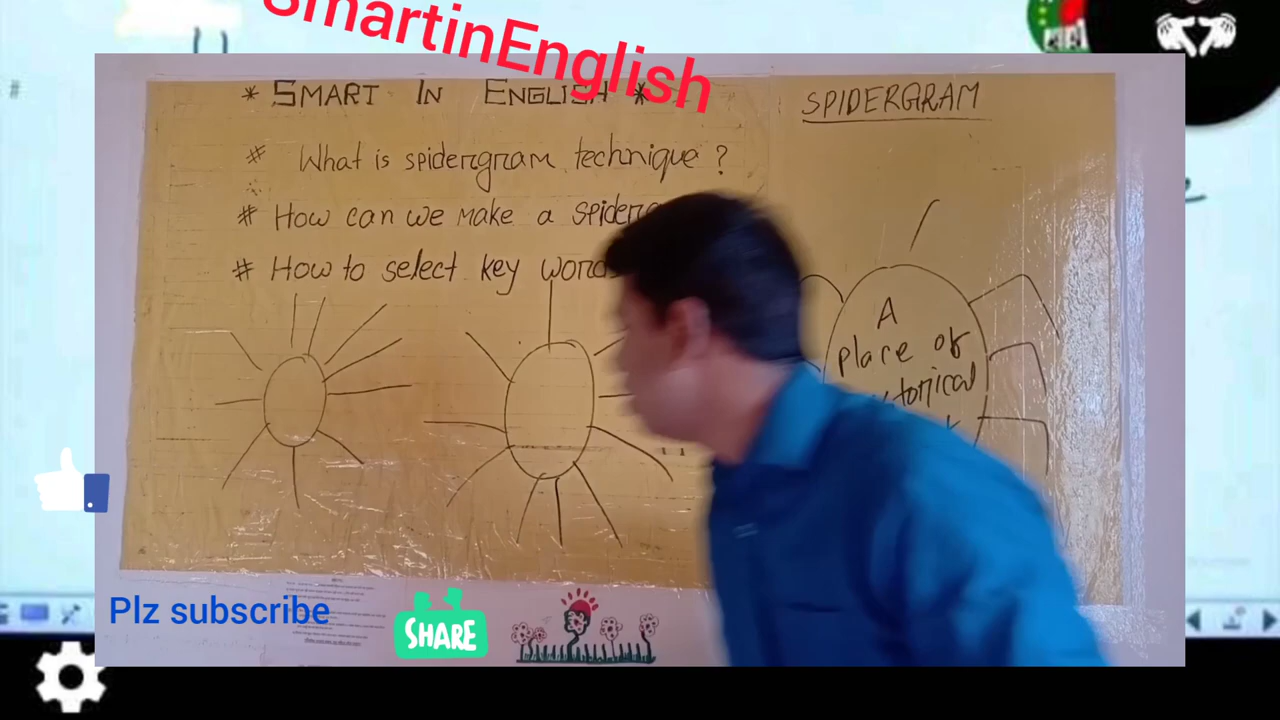 SmartinEnglish
* SMART IN ENGLISH *
# What is spidergram technique ?
# How can we make a
# How to select key words
SPIDERGRAM
A
place of
Plz subscribe
SHARE